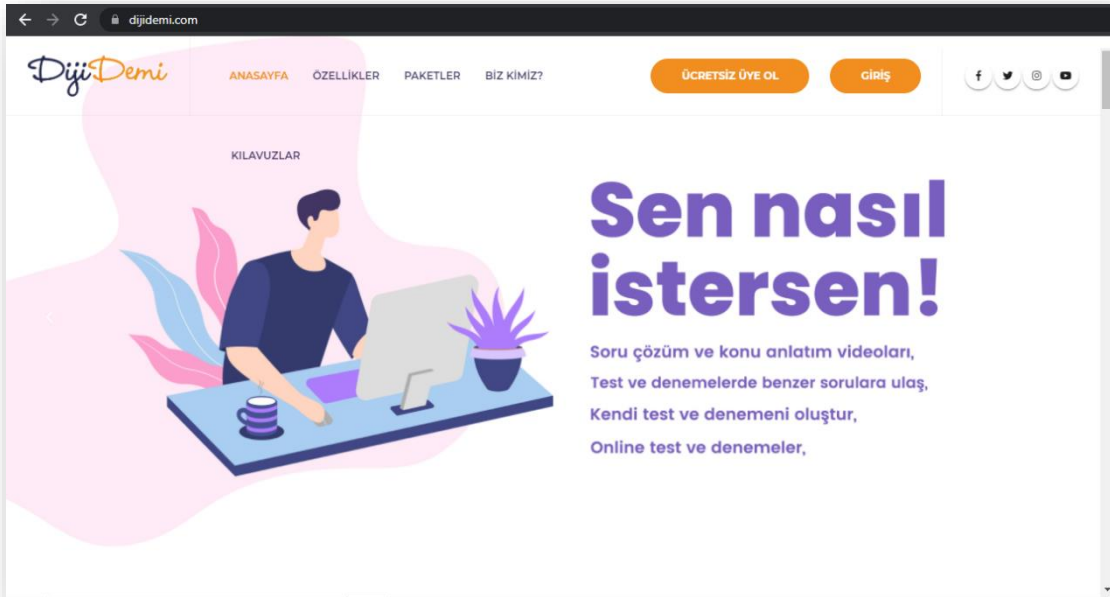 dijidemi.com
DijiDemi
ANASAYFA ÖZELLİKLER PAKETLER BİZ KİMİZ?
ÜCRETSİZ ÜYE OL
GİRİŞ
KILAVUZLAR
Sen nasıl
istersen!
Soru çözüm ve konu anlatım videoları,
Test ve denemelerde benzer sorulara ulaş,
Kendi test ve denemeni oluştur,
Online test ve denemeler,